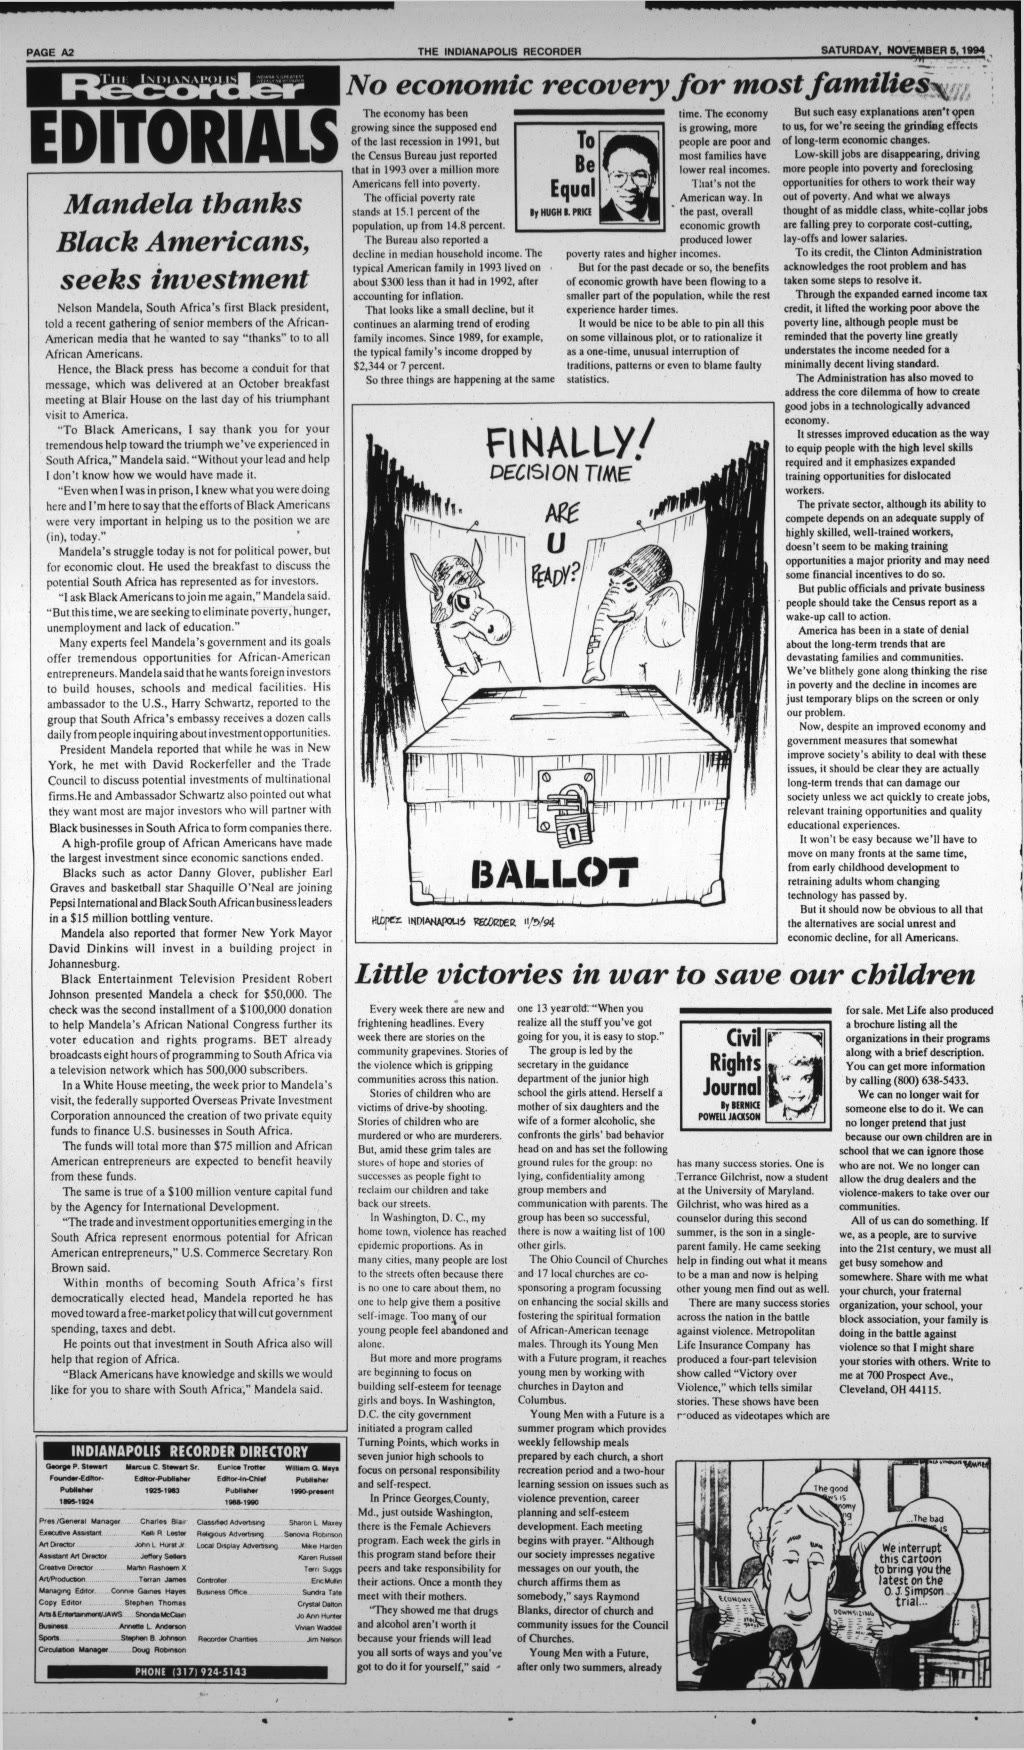 PAGE A2
THE INDIANAPOLIS RECORDER
SATURDAY, NOVEMBER 5, 1994
THE INDIANAPOLIS
Recorder
EDITORIALS
Mandela thanks
Black Americans,
seeks investment
Nelson Mandela, South Africa's first Black president,
told a recent gathering of senior members of the African-
American media that he wanted to say "thanks" to to all
African Americans.
Hence, the Black press has become a conduit for that
message, which was delivered at an October breakfast
meeting at Blair House on the last day of his triumphant
visit to America.
"To Black Americans, I say thank you for your
tremendous help toward the triumph we've experienced in
South Africa," Mandela said. "Without your lead and help
I don't know how we would have made it.
"Even when I was in prison, I knew what you were doing
here and I'm here to say that the efforts of Black Americans
were very important in helping us to the position we are
(in), today."
Mandela's struggle today is not for political power, but
for economic clout. He used the breakfast to discuss the
potential South Africa has represented as for investors.
"I ask Black Americans to join me again," Mandela said.
"But this time, we are seeking to eliminate poverty, hunger,
unemployment and lack of education."
Many experts feel Mandela's government and its goals
offer tremendous opportunities for African-American
entrepreneurs. Mandela said that he wants foreign investors
to build houses, schools and medical facilities. His
ambassador to the U.S., Harry Schwartz, reported to the
group that South Africa's embassy receives a dozen calls
daily from people inquiring about investment opportunities.
President Mandela reported that while he was in New
York, he met with David Rockerfeller and the Trade
Council to discuss potential investments of multinational
firms.He and Ambassador Schwartz also pointed out what
they want most are major investors who will partner with
Black businesses in South Africa to form companies there.
A high-profile group of African Americans have made
the largest investment since economic sanctions ended.
Blacks such as actor Danny Glover, publisher Earl
Graves and basketball star Shaquille O'Neal are joining
Pepsi International and Black South African business leaders
in a $15 million bottling venture.
Mandela also reported that former New York Mayor
David Dinkins will invest in a building project in
Johannesburg.
Black Entertainment Television President Robert
Johnson presented Mandela a check for $50,000. The
check was the second installment of a $100,000 donation
to help Mandela's African National Congress further its
voter education and rights programs. BET already
broadcasts eight hours of programming to South Africa via
a television network which has 500,000 subscribers.
In a White House meeting, the week prior to Mandela's
visit, the federally supported Overseas Private Investment
Corporation announced the creation of two private equity
funds to finance U.S. businesses in South Africa.
The funds will total more than $75 million and African
American entrepreneurs are expected to benefit heavily
from these funds.
The same is true of a $100 million venture capital fund
by the Agency for International Development.
"The trade and investment opportunities emerging in the
South Africa represent enormous potential for African
American entrepreneurs," U.S. Commerce Secretary Ron
Brown said.
Within months of becoming South Africa's first
democratically elected head, Mandela reported he has
moved toward a free-market policy that will cut government
spending, taxes and debt.
He points out that investment in South Africa also will
help that region of Africa.
"Black Americans have knowledge and skills we would
like for you to share with South Africa," Mandela said.
INDIANAPOLIS RECORDER DIRECTORY
George P. Stewart
Founder-Editor-
Publisher
1895-1924
Marcus C. Stewart Sr.
Editor-Publisher
1925-1983
Eunice Trotter
Editor-in-Chief
Publisher
1988-1990
William G. Mays
Publisher
1990-present
Pres./General Manager Charles Blair
Executive Assistant Kelli R. Lester
Art Director John L. Hurst Jr.
Assistant Art Director Jeffery Sellers
Creative Director Martin Rasheem X
Art/Production Terran James
Managing Editor Connie Gaines Hayes
Copy Editor Stephen Thomas
Arts & Entertainment/JAWS Shonda McClain
Business Annette L. Anderson
Sports Stephen B. Johnson
Circulation Manager Doug Robinson
Classified Advertising Sharon L. Maxey
Religious Advertising Senovia Robinson
Local Display Advertising Mike Harden
Karen Russell
Terri Suggs
Controller Eric Mullin
Business Office Sundra Tate
Crystal Dalton
Jo Ann Hunter
Vivian Waddell
Recorder Charities Jim Nelson
PHONE (317) 924-5143
No economic recovery for most families
To
Be
Equal
By HUGH B. PRICE
The economy has been
growing since the supposed end
of the last recession in 1991, but
the Census Bureau just reported
that in 1993 over a million more
Americans fell into poverty.
The official poverty rate
stands at 15.1 percent of the
population, up from 14.8 percent.
The Bureau also reported a
decline in median household income. The
typical American family in 1993 lived on
about $300 less than it had in 1992, after
accounting for inflation.
That looks like a small decline, but it
continues an alarming trend of eroding
family incomes. Since 1989, for example,
the typical family's income dropped by
$2,344 or 7 percent.
So three things are happening at the same
time. The economy
is growing, more
people are poor and
most families have
lower real incomes.
That's not the
American way. In
the past, overall
economic growth
produced lower
poverty rates and higher incomes.
But for the past decade or so, the benefits
of economic growth have been flowing to a
smaller part of the population, while the rest
experience harder times.
It would be nice to be able to pin all this
on some villainous plot, or to rationalize it
as a one-time, unusual interruption of
traditions, patterns or even to blame faulty
statistics.
But such easy explanations aren't open
to us, for we're seeing the grinding effects
of long-term economic changes.
Low-skill jobs are disappearing, driving
more people into poverty and foreclosing
opportunities for others to work their way
out of poverty. And what we always
thought of as middle class, white-collar jobs
are falling prey to corporate cost-cutting,
lay-offs and lower salaries.
To its credit, the Clinton Administration
acknowledges the root problem and has
taken some steps to resolve it.
Through the expanded earned income tax
credit, it lifted the working poor above the
poverty line, although people must be
reminded that the poverty line greatly
understates the income needed for a
minimally decent living standard.
The Administration has also moved to
address the core dilemma of how to create
good jobs in a technologically advanced
economy.
It stresses improved education as the way
to equip people with the high level skills
required and it emphasizes expanded
training opportunities for dislocated
workers.
The private sector, although its ability to
compete depends on an adequate supply of
highly skilled, well-trained workers,
doesn't seem to be making training
opportunities a major priority and may need
some financial incentives to do so.
But public officials and private business
people should take the Census report as a
wake-up call to action.
America has been in a state of denial
about the long-term trends that are
devastating families and communities.
We've blithely gone along thinking the rise
in poverty and the decline in incomes are
just temporary blips on the screen or only
our problem.
Now, despite an improved economy and
government measures that somewhat
improve society's ability to deal with these
issues, it should be clear they are actually
long-term trends that can damage our
society unless we act quickly to create jobs,
relevant training opportunities and quality
educational experiences.
It won't be easy because we'll have to
move on many fronts at the same time,
from early childhood development to
retraining adults whom changing
technology has passed by.
But it should now be obvious to all that
the alternatives are social unrest and
economic decline, for all Americans.
FINALLY!
DECISION TIME
ARE
U
READY?
BALLOT
HLOPEZ INDIANAPOLIS RECORDER 11/5/94
Little victories in war to save our children
Civil
Rights
Journal
By BERNICE
POWELL JACKSON
Every week there are new and
frightening headlines. Every
week there are stories on the
community grapevines. Stories of
the violence which is gripping
communities across this nation.
Stories of children who are
victims of drive-by shooting.
Stories of children who are
murdered or who are murderers.
But, amid these grim tales are
stores of hope and stories of
successes as people fight to
reclaim our children and take
back our streets.
In Washington, D. C., my
home town, violence has reached
epidemic proportions. As in
many cities, many people are lost
to the streets often because there
is no one to care about them, no
one to help give them a positive
self-image. Too many of our
young people feel abandoned and
alone.
But more and more programs
are beginning to focus on
building self-esteem for teenage
girls and boys. In Washington,
D.C. the city government
initiated a program called
Turning Points, which works in
seven junior high schools to
focus on personal responsibility
and self-respect.
In Prince Georges, County,
Md., just outside Washington,
there is the Female Achievers
program. Each week the girls in
this program stand before their
peers and take responsibility for
their actions. Once a month they
meet with their mothers.
"They showed me that drugs
and alcohol aren't worth it
because your friends will lead
you all sorts of ways and you've
got to do it for yourself," said
one 13 year old. "When you
realize all the stuff you've got
going for you, it is easy to stop."
The group is led by the
secretary in the guidance
department of the junior high
school the girls attend. Herself a
mother of six daughters and the
wife of a former alcoholic, she
confronts the girls' bad behavior
head on and has set the following
ground rules for the group: no
lying, confidentiality among
group members and
communication with parents. The
group has been so successful,
there is now a waiting list of 100
other girls.
The Ohio Council of Churches
and 17 local churches are co-
sponsoring a program focussing
on enhancing the social skills and
fostering the spiritual formation
of African-American teenage
males. Through its Young Men
with a Future program, it reaches
young men by working with
churches in Dayton and
Columbus.
Young Men with a Future is a
summer program which provides
weekly fellowship meals
prepared by each church, a short
recreation period and a two-hour
learning session on issues such as
violence prevention, career
planning and self-esteem
development. Each meeting
begins with prayer. "Although
our society impresses negative
messages on our youth, the
church affirms them as
somebody," says Raymond
Blanks, director of church and
community issues for the Council
of Churches.
Young Men with a Future,
after only two summers, already
has many success stories. One is
Terrance Gilchrist, now a student
at the University of Maryland.
Gilchrist, who was hired as a
counselor during this second
summer, is the son in a single-
parent family. He came seeking
help in finding out what it means
to be a man and now is helping
other young men find out as well.
There are many success stories
across the nation in the battle
against violence. Metropolitan
Life Insurance Company has
produced a four-part television
show called "Victory over
Violence," which tells similar
stories. These shows have been
produced as videotapes which are
for sale. Met Life also produced
a brochure listing all the
organizations in their programs
along with a brief description.
You can get more information
by calling (800) 638-5433.
We can no longer wait for
someone else to do it. We can
no longer pretend that just
because our own children are in
school that we can ignore those
who are not. We no longer can
allow the drug dealers and the
violence-makers to take over our
communities.
All of us can do something. If
we, as a people, are to survive
into the 21st century, we must all
get busy somehow and
somewhere. Share with me what
your church, your fraternal
organization, your school, your
block association, your family is
doing in the battle against
violence so that I might share
your stories with others. Write to
me at 700 Prospect Ave.,
Cleveland, OH 44115.
The good
...The bad
We interrupt
this cartoon
to bring you the
latest on the
O. J. Simpson
trial...
ECONOMY
DOWNSIZING